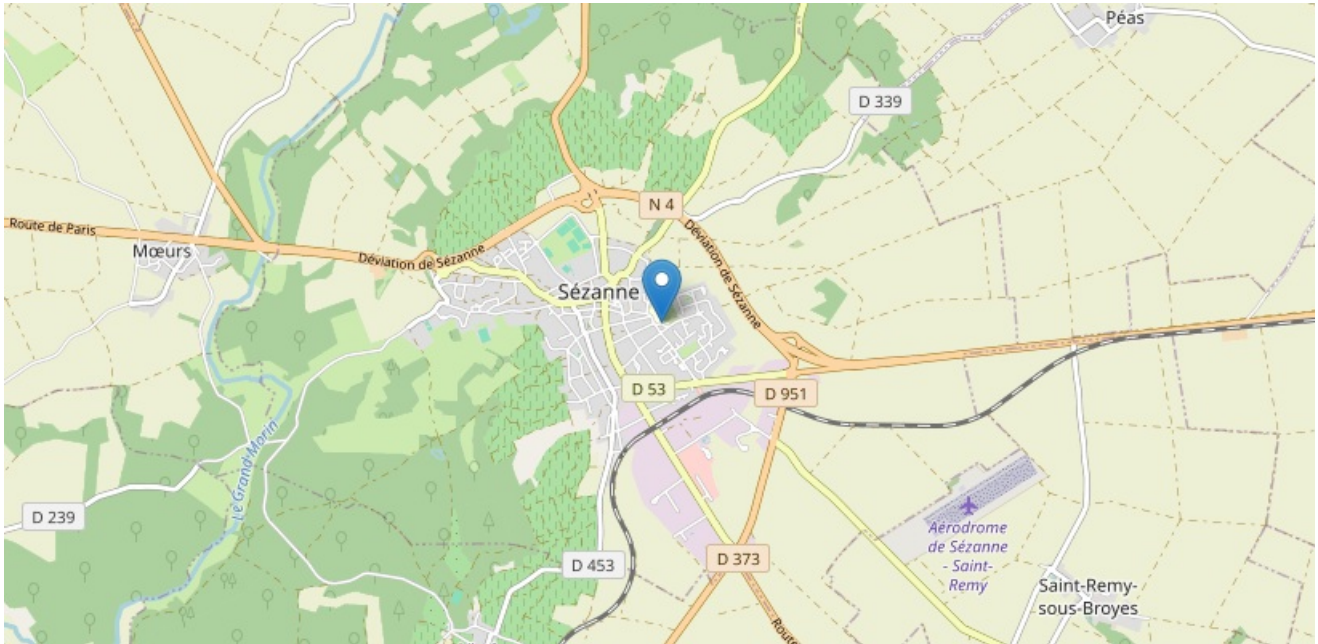 Péas
D 339
N 4
Route de Paris
Mœurs
Déviation de Sézanne
Déviation de Sézanne
Sézanne
D 53
D 951
Le Grand Morin
D 239
Aérodrome
de Sézanne
- Saint-
Remy
D 453
D 373
Saint-Remy-
sous-Broyes
Route